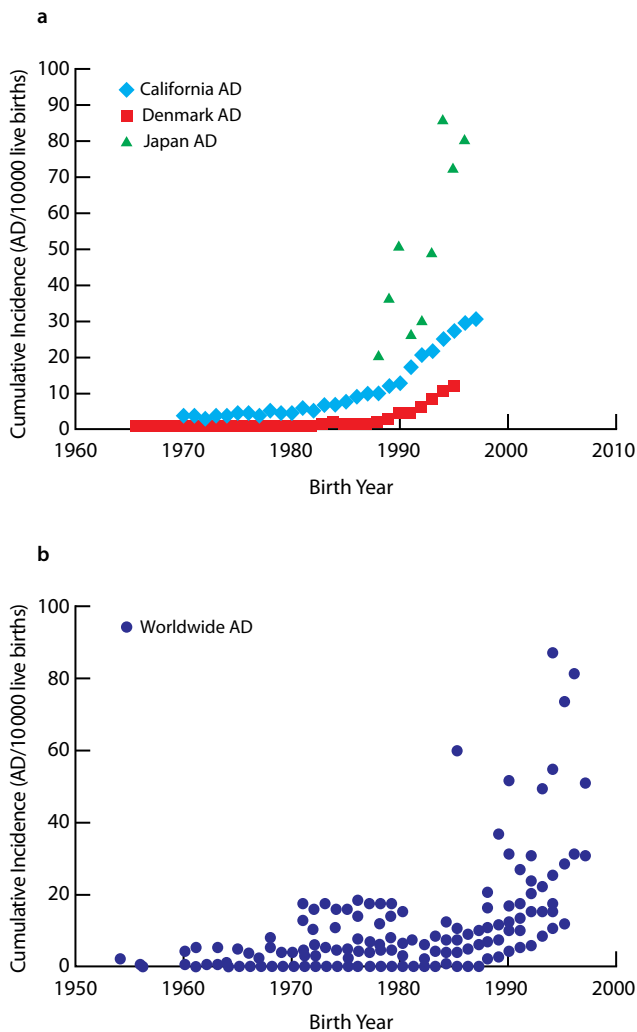 a
Cumulative Incidence (AD/10000 live births)
100
90
80
70
60
50
40
30
20
10
0
California AD
Denmark AD
Japan AD
1960 1970 1980 1990 2000 2010
Birth Year
b
Cumulative Incidence (AD/10000 live births)
100
80
60
40
20
0
Worldwide AD
1950 1960 1970 1980 1990 2000
Birth Year